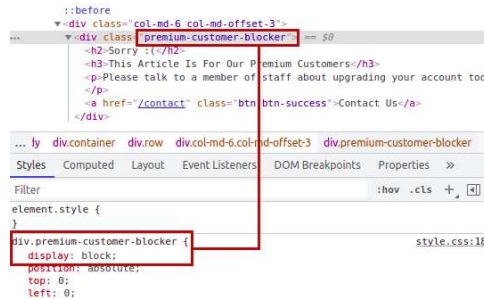 ::before
▼<div class="col-md-6 col-md-offset-3">
••• ▼<div class="premium-customer-blocker"> == $0
<h2>Sorry :(</h2>
<h3>This Article Is For Our Premium Customers</h3>
<p>Please talk to a member of staff about upgrading your account tod
</p>
<a href="/contact" class="btn btn-success">Contact Us</a>
</div>
... ly div.container div.row div.col-md-6.col-md-offset-3 div.premium-customer-blocker
Styles Computed Layout Event Listeners DOM Breakpoints Properties »
Filter :hov .cls +
element.style {
}
div.premium-customer-blocker { style.css:18
display: block;
position: absolute;
top: 0;
left: 0;